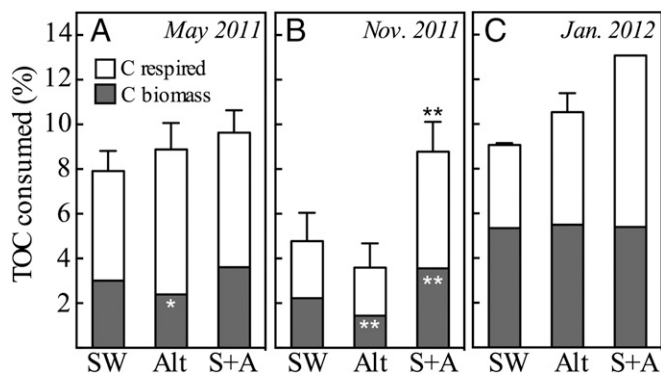 A May 2011
B Nov. 2011
C Jan. 2012
C respired
C biomass
TOC consumed (%)
14
12
10
8
6
4
2
*
**
**
**
SW Alt S+A
SW Alt S+A
SW Alt S+A